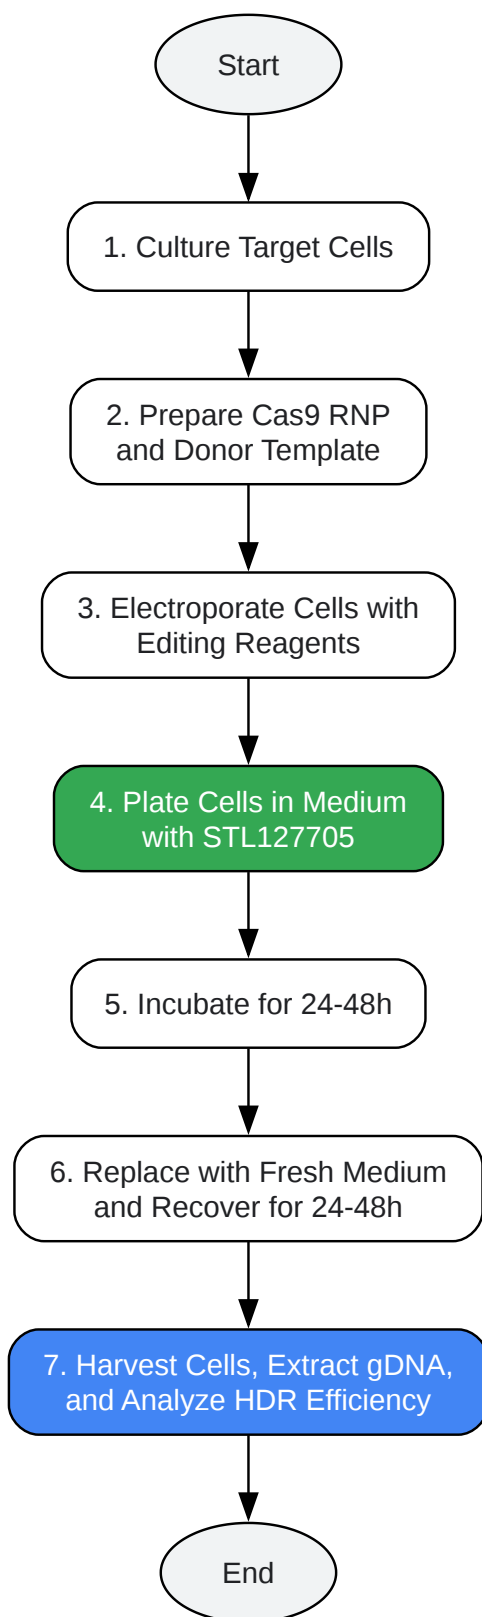 Start
1. Culture Target Cells
2. Prepare Cas9 RNP
and Donor Template
3. Electroporate Cells with
Editing Reagents
4. Plate Cells in Medium
with STL127705
5. Incubate for 24-48h
6. Replace with Fresh Medium
and Recover for 24-48h
7. Harvest Cells, Extract gDNA,
and Analyze HDR Efficiency
End